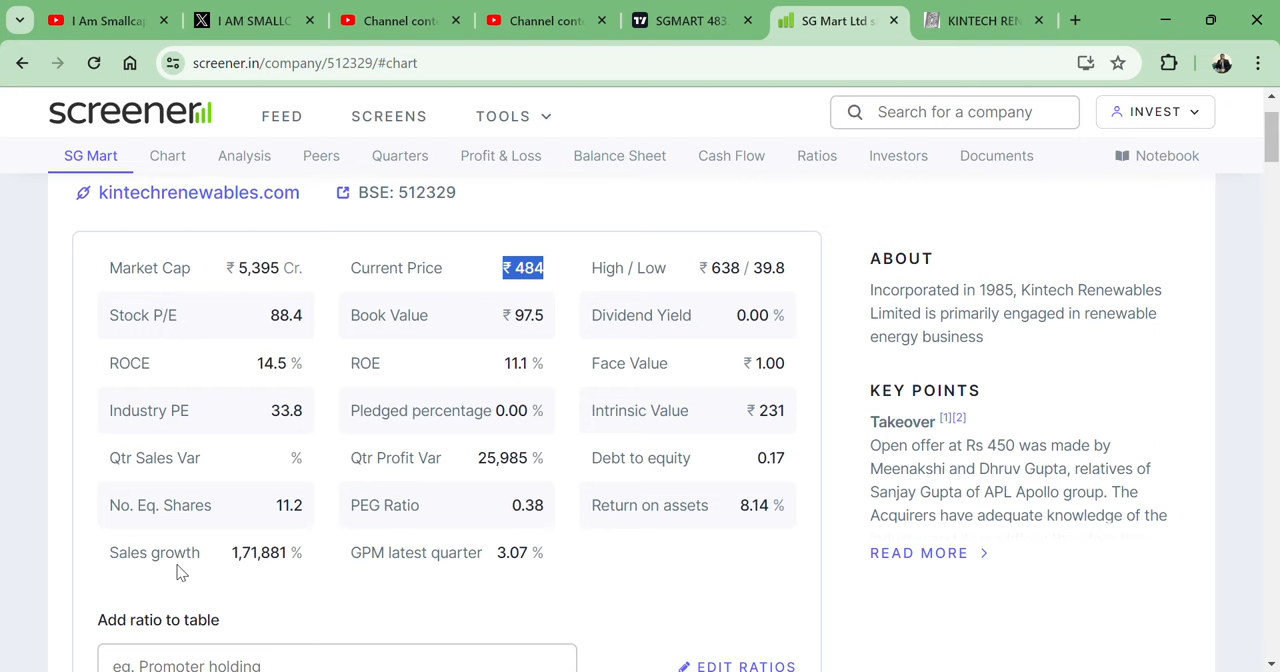 I Am Smallca
I AM SMALLC
Channel cont
Channel cont
SGMART 483.
SG Mart Ltd s
KINTECH REN
screener.in/company/512329/#chart
screener
FEED
SCREENS
TOOLS
Search for a company
INVEST
SG Mart
Chart
Analysis
Peers
Quarters
Profit & Loss
Balance Sheet
Cash Flow
Ratios
Investors
Documents
Notebook
kintechrenewables.com
BSE: 512329
Market Cap ₹ 5,395 Cr.
Current Price ₹ 484
High / Low ₹ 638 / 39.8
Stock P/E 88.4
Book Value ₹ 97.5
Dividend Yield 0.00 %
ROCE 14.5 %
ROE 11.1 %
Face Value ₹ 1.00
Industry PE 33.8
Pledged percentage 0.00 %
Intrinsic Value ₹ 231
Qtr Sales Var %
Qtr Profit Var 25,985 %
Debt to equity 0.17
No. Eq. Shares 11.2
PEG Ratio 0.38
Return on assets 8.14 %
Sales growth 1,71,881 %
GPM latest quarter 3.07 %
Add ratio to table
eg. Promoter holding
EDIT RATIOS
ABOUT
Incorporated in 1985, Kintech Renewables
Limited is primarily engaged in renewable
energy business
KEY POINTS
Takeover [1][2]
Open offer at Rs 450 was made by
Meenakshi and Dhruv Gupta, relatives of
Sanjay Gupta of APL Apollo group. The
Acquirers have adequate knowledge of the
READ MORE